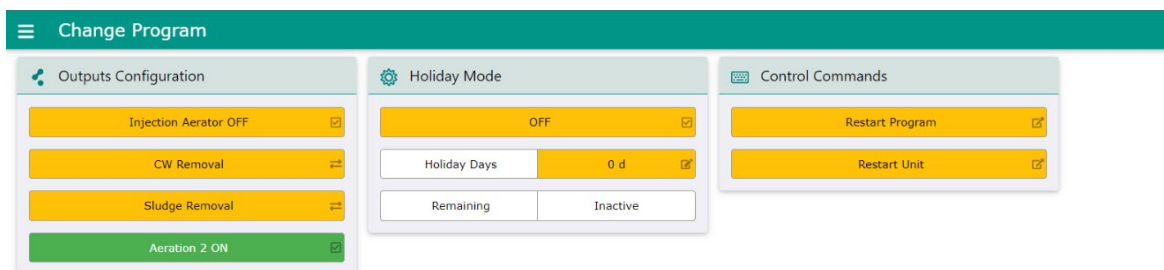 Change Program
Outputs Configuration
Injection Aerator OFF
CW Removal
Sludge Removal
Aeration 2 ON
Holiday Mode
OFF
Holiday Days 0 d
Remaining Inactive
Control Commands
Restart Program
Restart Unit